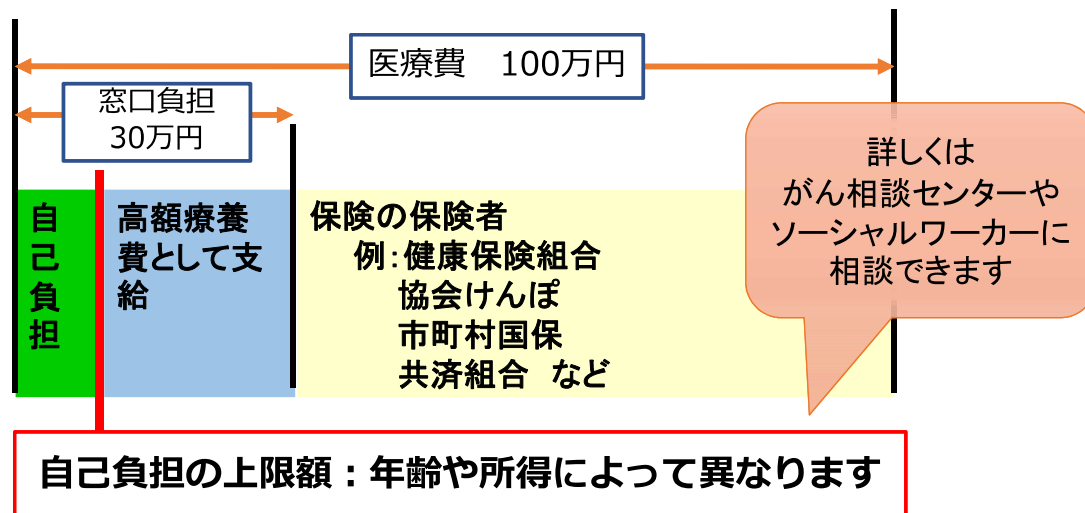 医療費　100万円
窓口負担
30万円
詳しくは
がん相談センターや
ソーシャルワーカーに
相談できます
自
己
負
担
高額療養
費として支
給
保険の保険者
例：健康保険組合
協会けんぽ
市町村国保
共済組合　など
自己負担の上限額：年齢や所得によって異なります